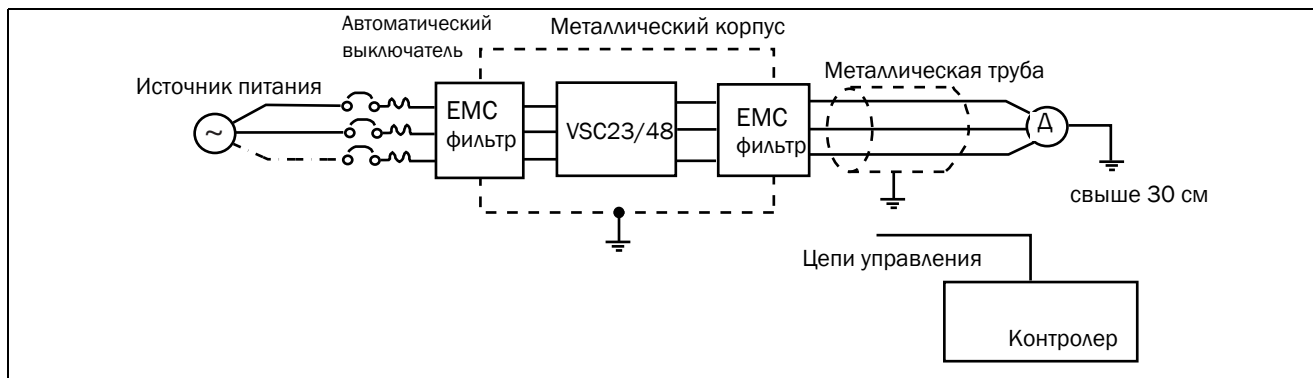 Автоматический
выключатель
Металлический корпус
Источник питания
Металлическая труба
~
EMC
фильтр
VSC23/48
EMC
фильтр
Д
свыше 30 см
Цепи управления
Контролер